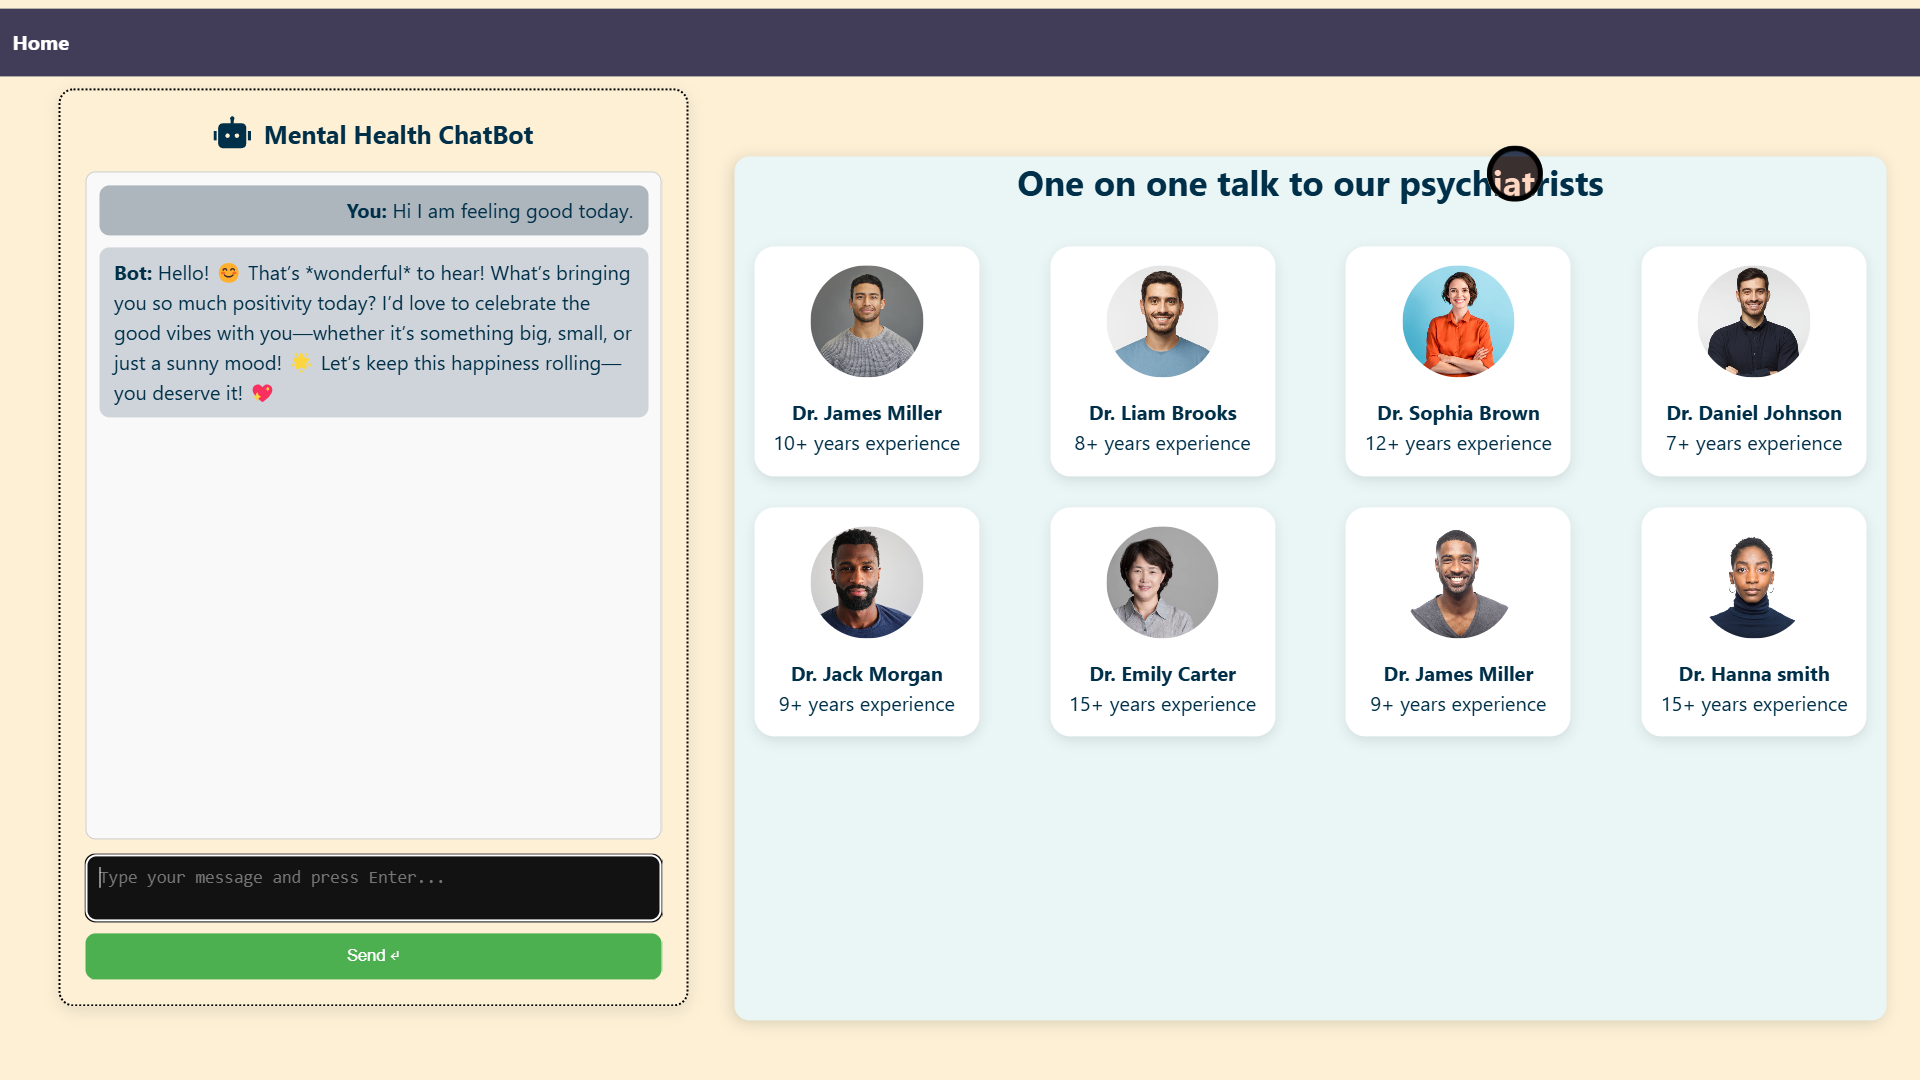 Home
Mental Health ChatBot
You: Hi I am feeling good today.
Bot: Hello! 😊 That’s *wonderful* to hear! What’s bringing
you so much positivity today? I’d love to celebrate the
good vibes with you—whether it’s something big, small, or
just a sunny mood! 🌟 Let’s keep this happiness rolling—
you deserve it! 💖
Type your message and press Enter...
Send ↵
One on one talk to our psychiatrists
Dr. James Miller
10+ years experience
Dr. Liam Brooks
8+ years experience
Dr. Sophia Brown
12+ years experience
Dr. Daniel Johnson
7+ years experience
Dr. Jack Morgan
9+ years experience
Dr. Emily Carter
15+ years experience
Dr. James Miller
9+ years experience
Dr. Hanna smith
15+ years experience